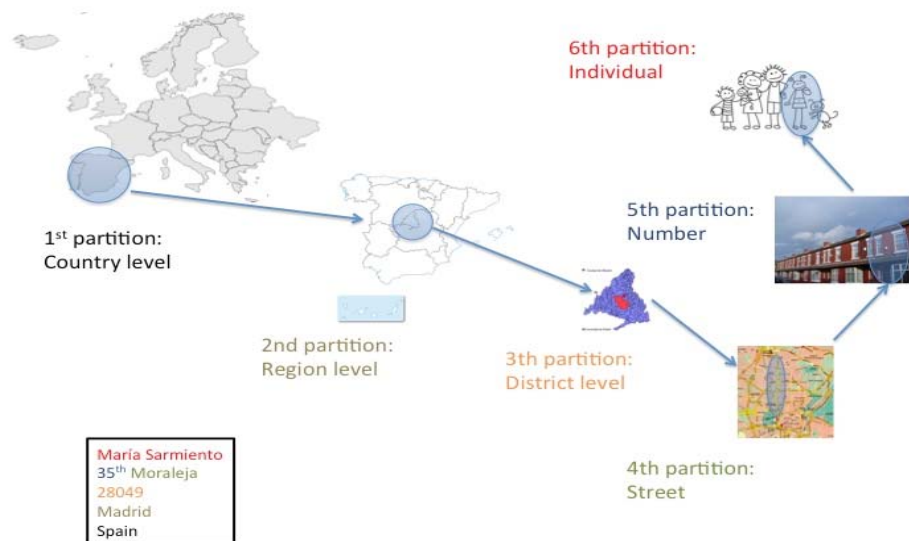 6th partition:
Individual
1st partition:
Country level
5th partition:
Number
2nd partition:
Region level
3th partition:
District level
4th partition:
Street
María Sarmiento
35th Moraleja
28049
Madrid
Spain